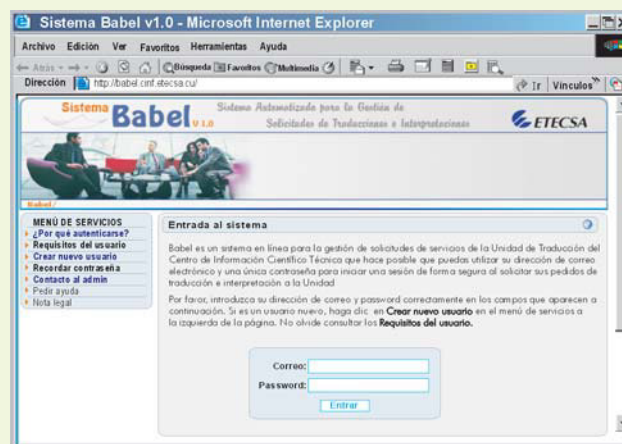 Sistema Babel v1.0 - Microsoft Internet Explorer
Archivo Edición Ver Favoritos Herramientas Ayuda
Atrás Búsqueda Favoritos Multimedia
Dirección http://babel.cinf.etecsa.cu/ Ir Vínculos
Sistema Babel V 1.0
Sistema Automatizado para la Gestión de
Solicitudes de Traducciones e Interpretaciones
ETECSA
Babel/
MENÚ DE SERVICIOS
¿Por qué autenticarse?
Requisitos del usuario
Crear nuevo usuario
Recordar contraseña
Contacto al admin
Pedir ayuda
Nota legal
Entrada al sistema
Babel es un sistema en línea para la gestión de solicitudes de servicios de la Unidad de Traducción del
Centro de Información Científico Técnica que hace posible que puedas utilizar su dirección de correo
electrónico y una única contraseña para iniciar una sesión de forma segura al solicitar sus pedidos de
traducción e interpretación a la Unidad
Por favor, introduzca su dirección de correo y password correctamente en los campos que aparecen a
continuación. Si es un usuario nuevo, haga clic en Crear nuevo usuario en el menú de servicios a
la izquierda de la página. No olvide consultar los Requisitos del usuario.
Correo:
Password:
Entrar